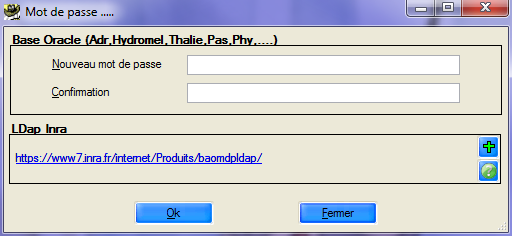 Mot de passe .....
Base Oracle (Adr,Hydromel,Thalie,Pas,Phy,....)
Nouveau mot de passe
Confirmation
LDap Inra
https://www7.inra.fr/internet/Produits/baomdpldap/
Ok Fermer